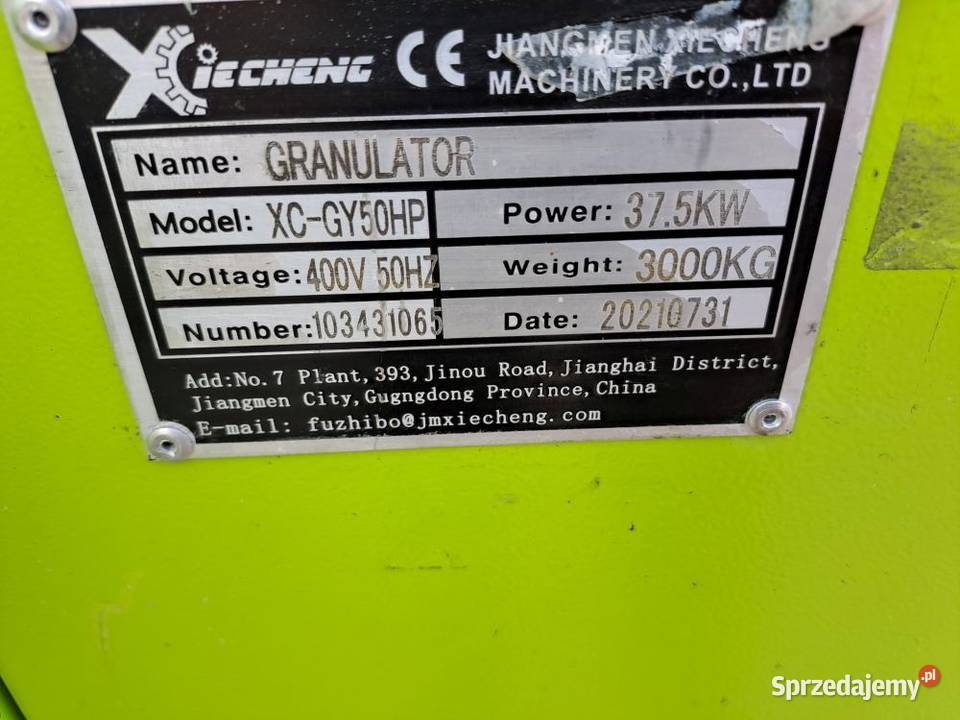 XIECHENG CE JIANGMEN XIECHENG
MACHINERY CO.,LTD
Name: GRANULATOR
Model: XC-GY50HP Power: 37.5KW
Voltage: 400V 50HZ Weight: 3000KG
Number: 103431065 Date: 20210731
Add:No.7 Plant,393,Jinou Road,Jianghai District,
Jiangmen City,Gugngdong Province,China
E-mail: fuzhibo@jmxiecheng.com
Sprzedajemy.pl